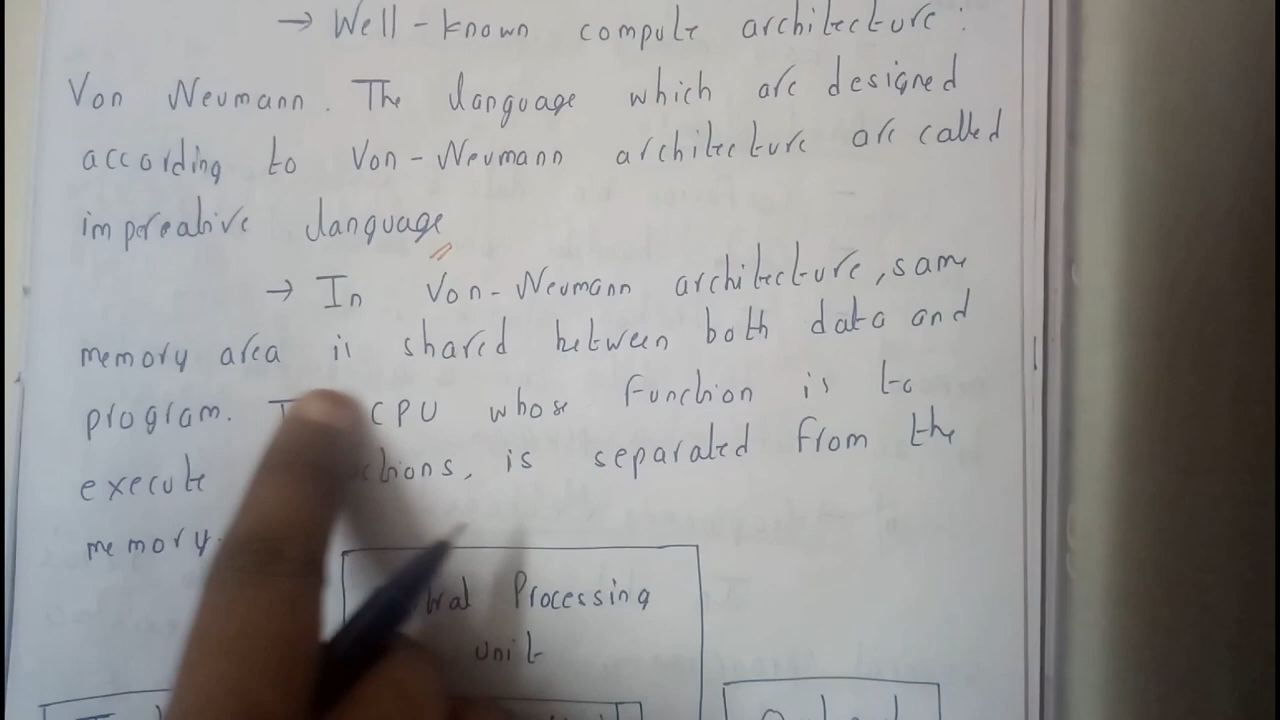 → Well-known compute architecture:
Von Neumann. The language which are designed
according to Von-Neumann architecture are called
impereative language
→ In Von-Neumann architecture, same
memory area is shared between both data and
program. CPU whose function is to
execute is separated from the
memory.
Processing
unit